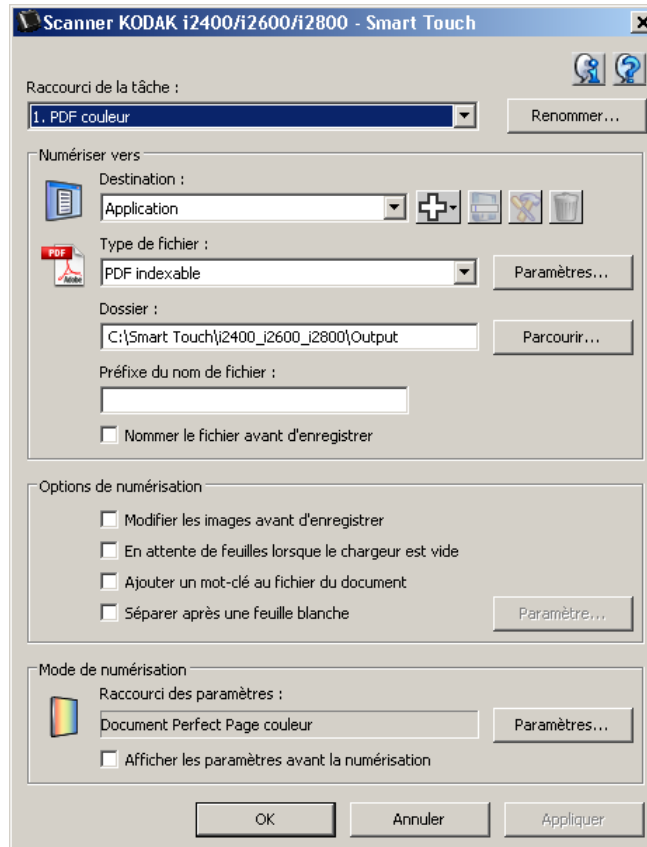 Scanner KODAK i2400/i2600/i2800 - Smart Touch
Raccourci de la tâche :
1. PDF couleur
Renommer...
Numériser vers
Destination :
Application
Type de fichier :
PDF
Adobe
PDF indexable
Paramètres...
Dossier :
C:\Smart Touch\i2400_i2600_i2800\Output
Parcourir...
Préfixe du nom de fichier :
Nommer le fichier avant d'enregistrer
Options de numérisation
Modifier les images avant d'enregistrer
En attente de feuilles lorsque le chargeur est vide
Ajouter un mot-clé au fichier du document
Séparer après une feuille blanche
Paramètre...
Mode de numérisation
Raccourci des paramètres :
Document Perfect Page couleur
Paramètres...
Afficher les paramètres avant la numérisation
OK
Annuler
Appliquer